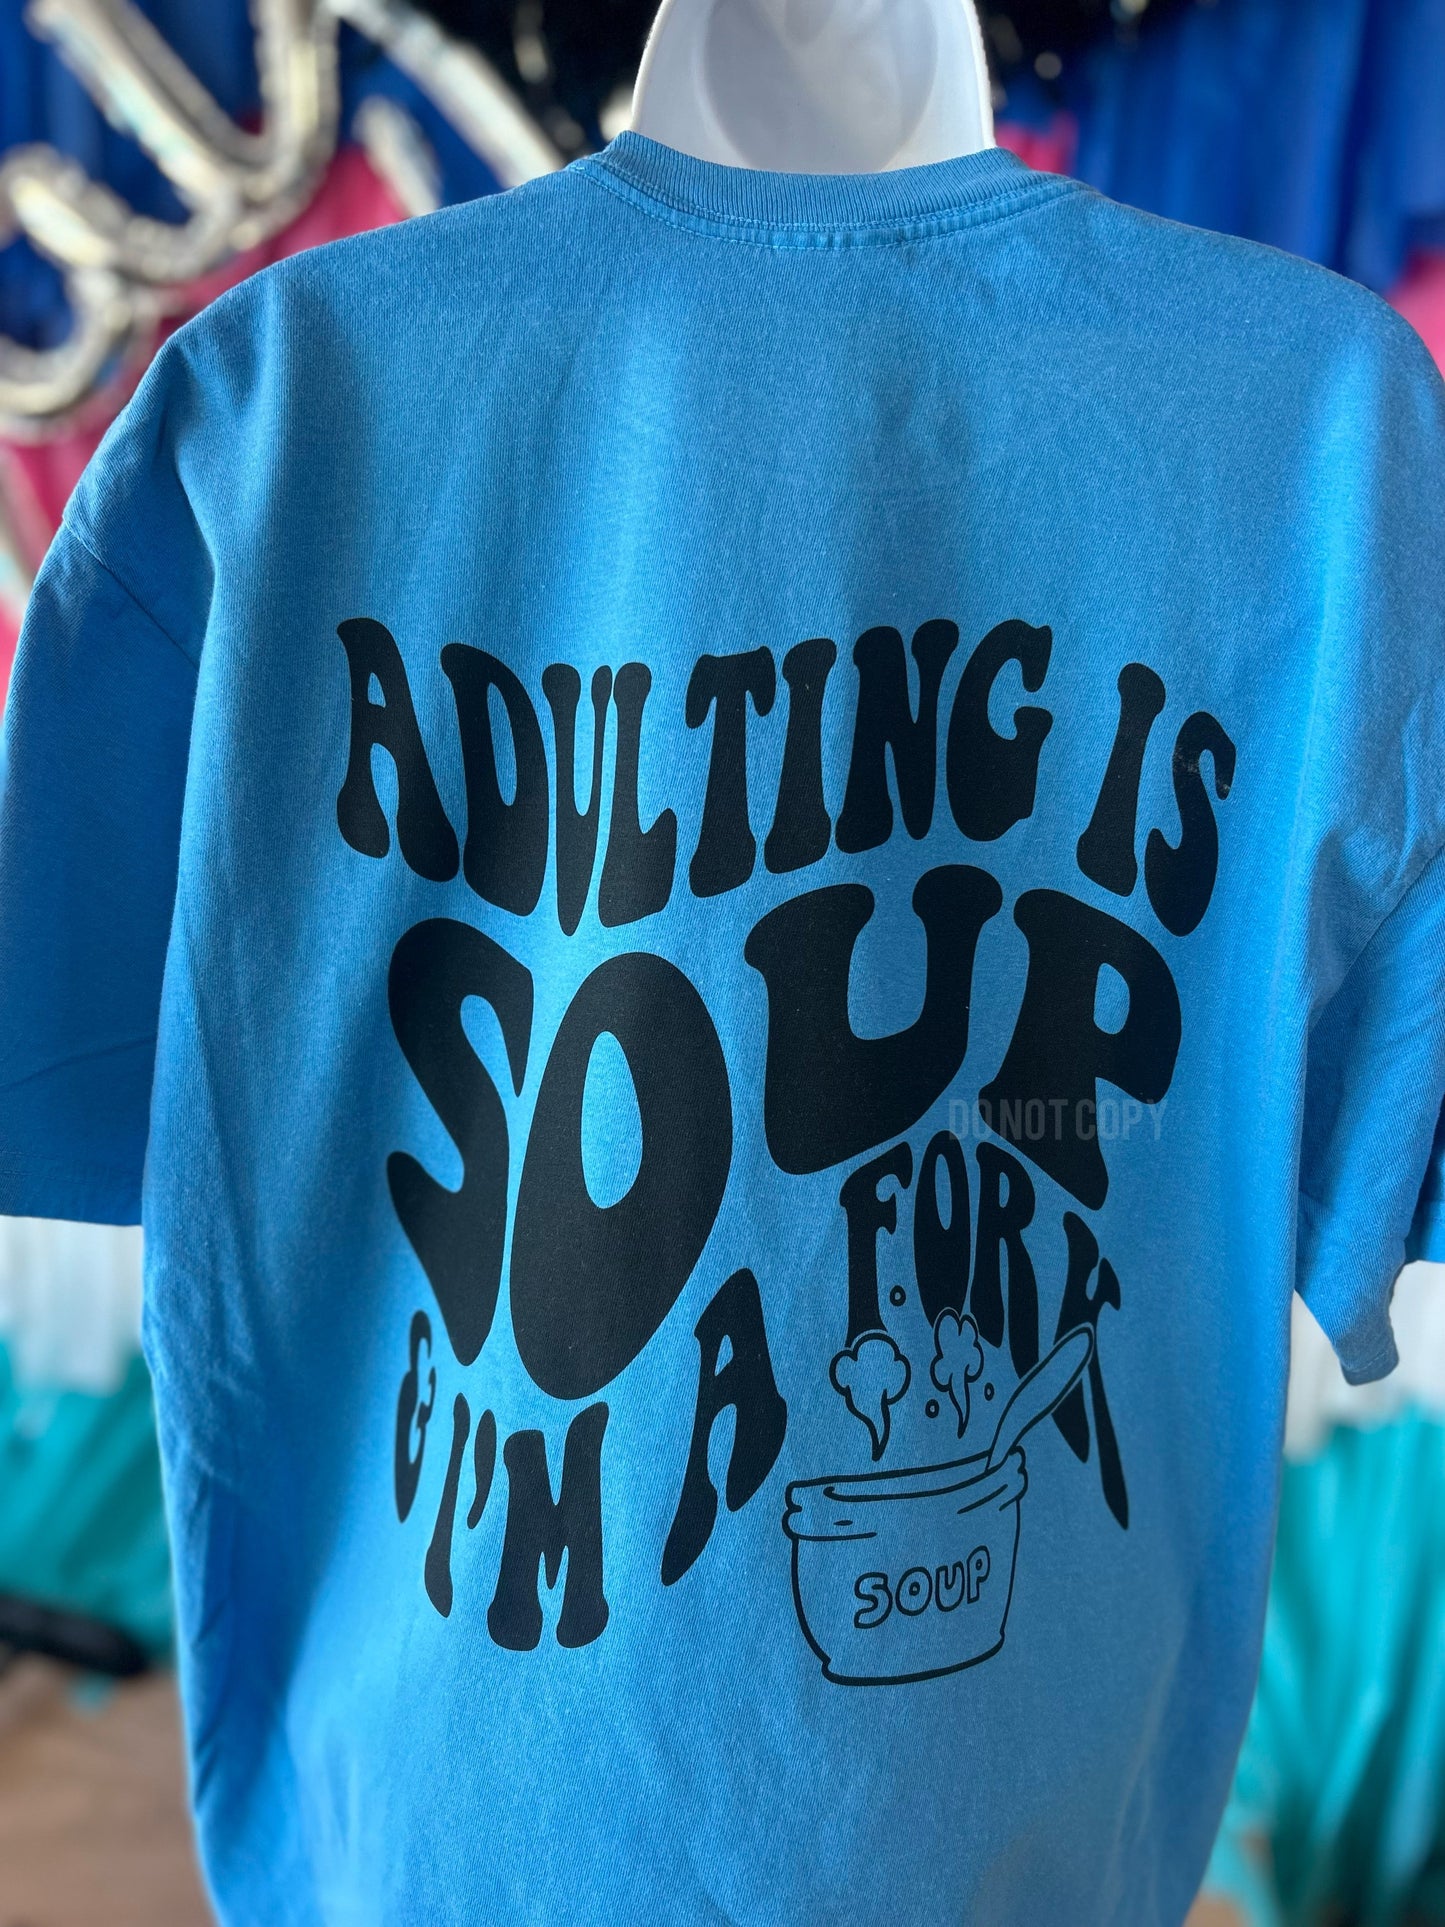 ADULTING IS
SOUP
& I'M A FORK
SOUP
DO NOT COPY